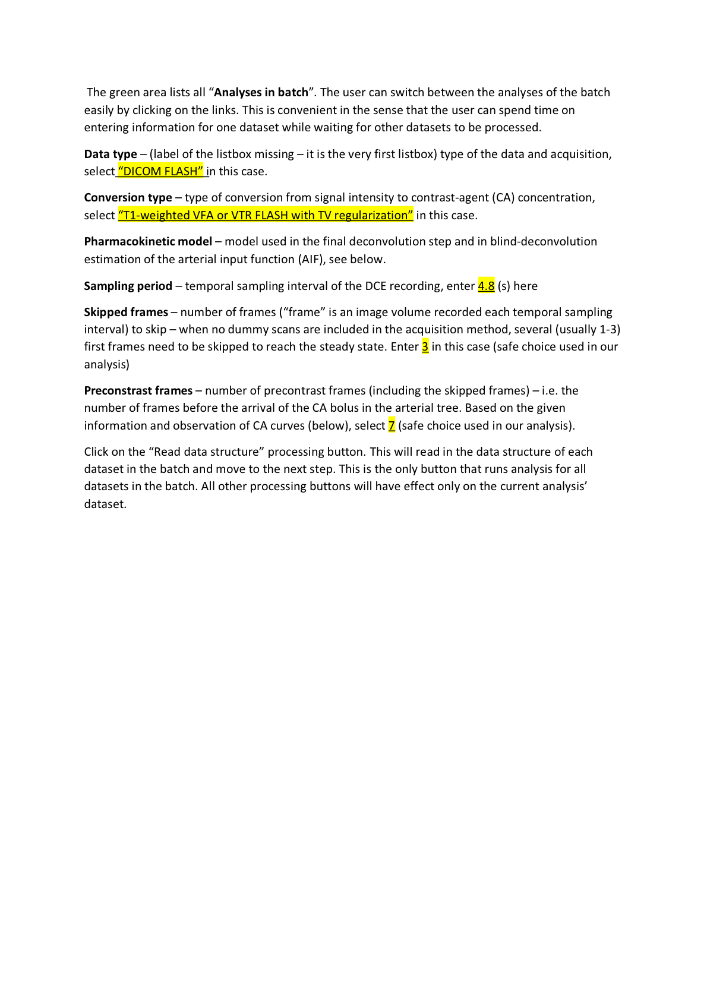 The green area lists all “Analyses in batch”. The user can switch between the analyses of the batch
easily by clicking on the links. This is convenient in the sense that the user can spend time on
entering information for one dataset while waiting for other datasets to be processed.
Data type – (label of the listbox missing – it is the very first listbox) type of the data and acquisition,
select “DICOM FLASH” in this case.
Conversion type – type of conversion from signal intensity to contrast-agent (CA) concentration,
select “T1-weighted VFA or VTR FLASH with TV regularization” in this case.
Pharmacokinetic model – model used in the final deconvolution step and in blind-deconvolution
estimation of the arterial input function (AIF), see below.
Sampling period – temporal sampling interval of the DCE recording, enter 4.8 (s) here
Skipped frames – number of frames (“frame” is an image volume recorded each temporal sampling
interval) to skip – when no dummy scans are included in the acquisition method, several (usually 1-3)
first frames need to be skipped to reach the steady state. Enter 3 in this case (safe choice used in our
analysis)
Preconstrast frames – number of precontrast frames (including the skipped frames) – i.e. the
number of frames before the arrival of the CA bolus in the arterial tree. Based on the given
information and observation of CA curves (below), select 7 (safe choice used in our analysis).
Click on the “Read data structure” processing button. This will read in the data structure of each
dataset in the batch and move to the next step. This is the only button that runs analysis for all
datasets in the batch. All other processing buttons will have effect only on the current analysis’
dataset.